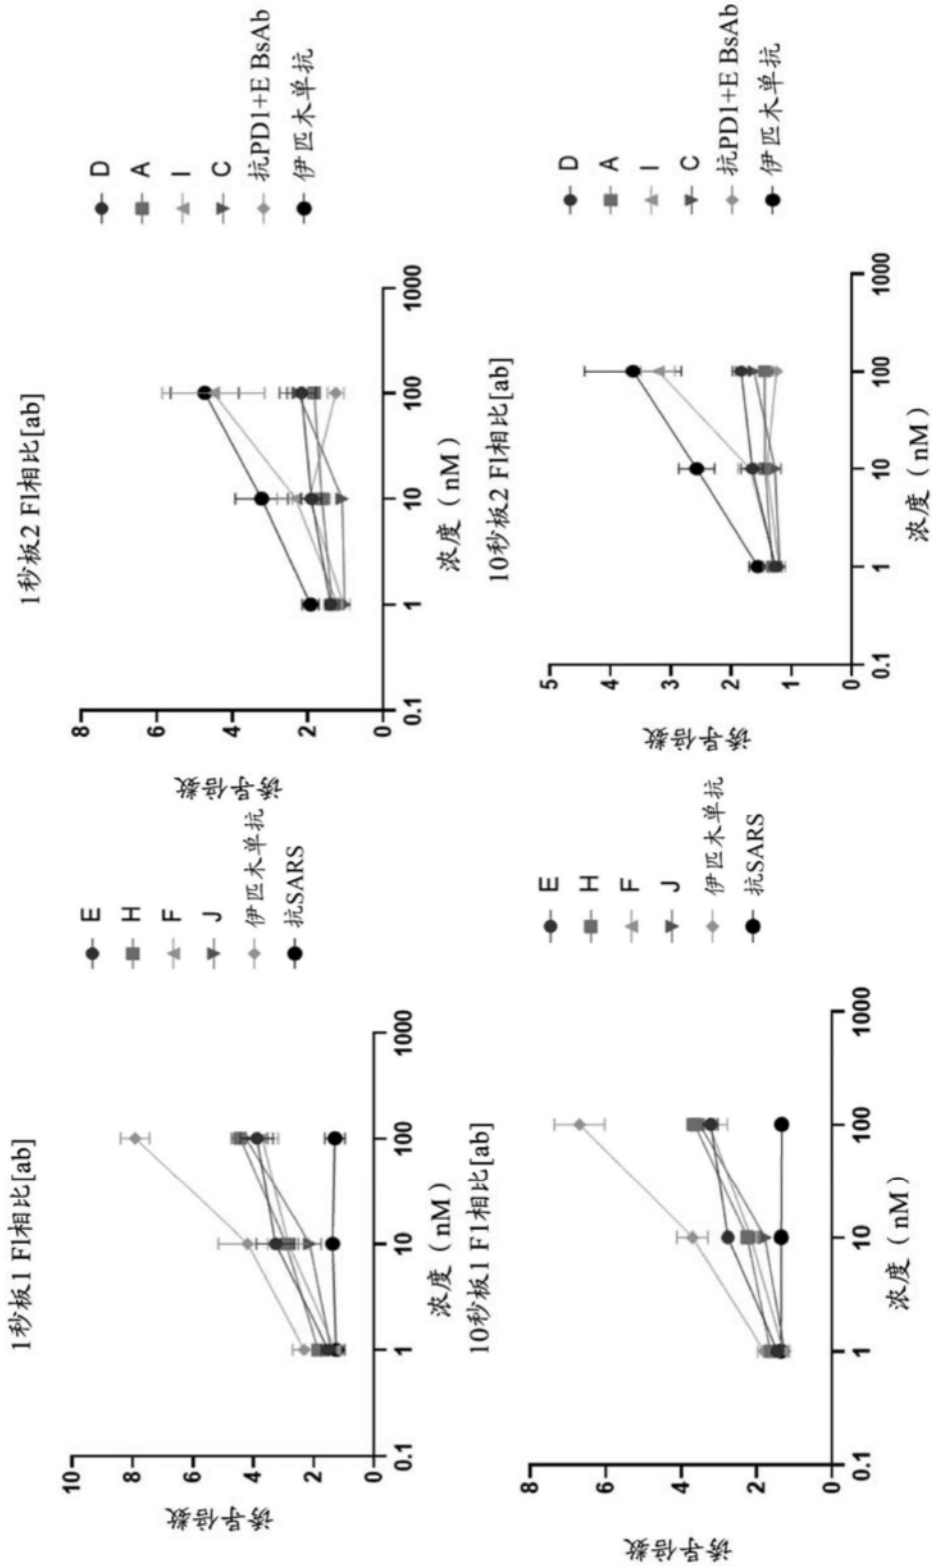 1秒板1 FI相比[ab]
诱导倍数
10
8
6
4
2
0
0.1
1
10
100
1000
浓度（nM）
E
H
F
J
伊匹木单抗
抗SARS
1秒板2 FI相比[ab]
诱导倍数
8
6
4
2
0
0.1
1
10
100
1000
浓度（nM）
D
A
I
C
抗PD1+E BsAb
伊匹木单抗
10秒板1 FI相比[ab]
诱导倍数
8
6
4
2
0
0.1
1
10
100
1000
浓度（nM）
E
H
F
J
伊匹木单抗
抗SARS
10秒板2 FI相比[ab]
诱导倍数
5
4
3
2
1
0
0.1
1
10
100
1000
浓度（nM）
D
A
I
C
抗PD1+E BsAb
伊匹木单抗